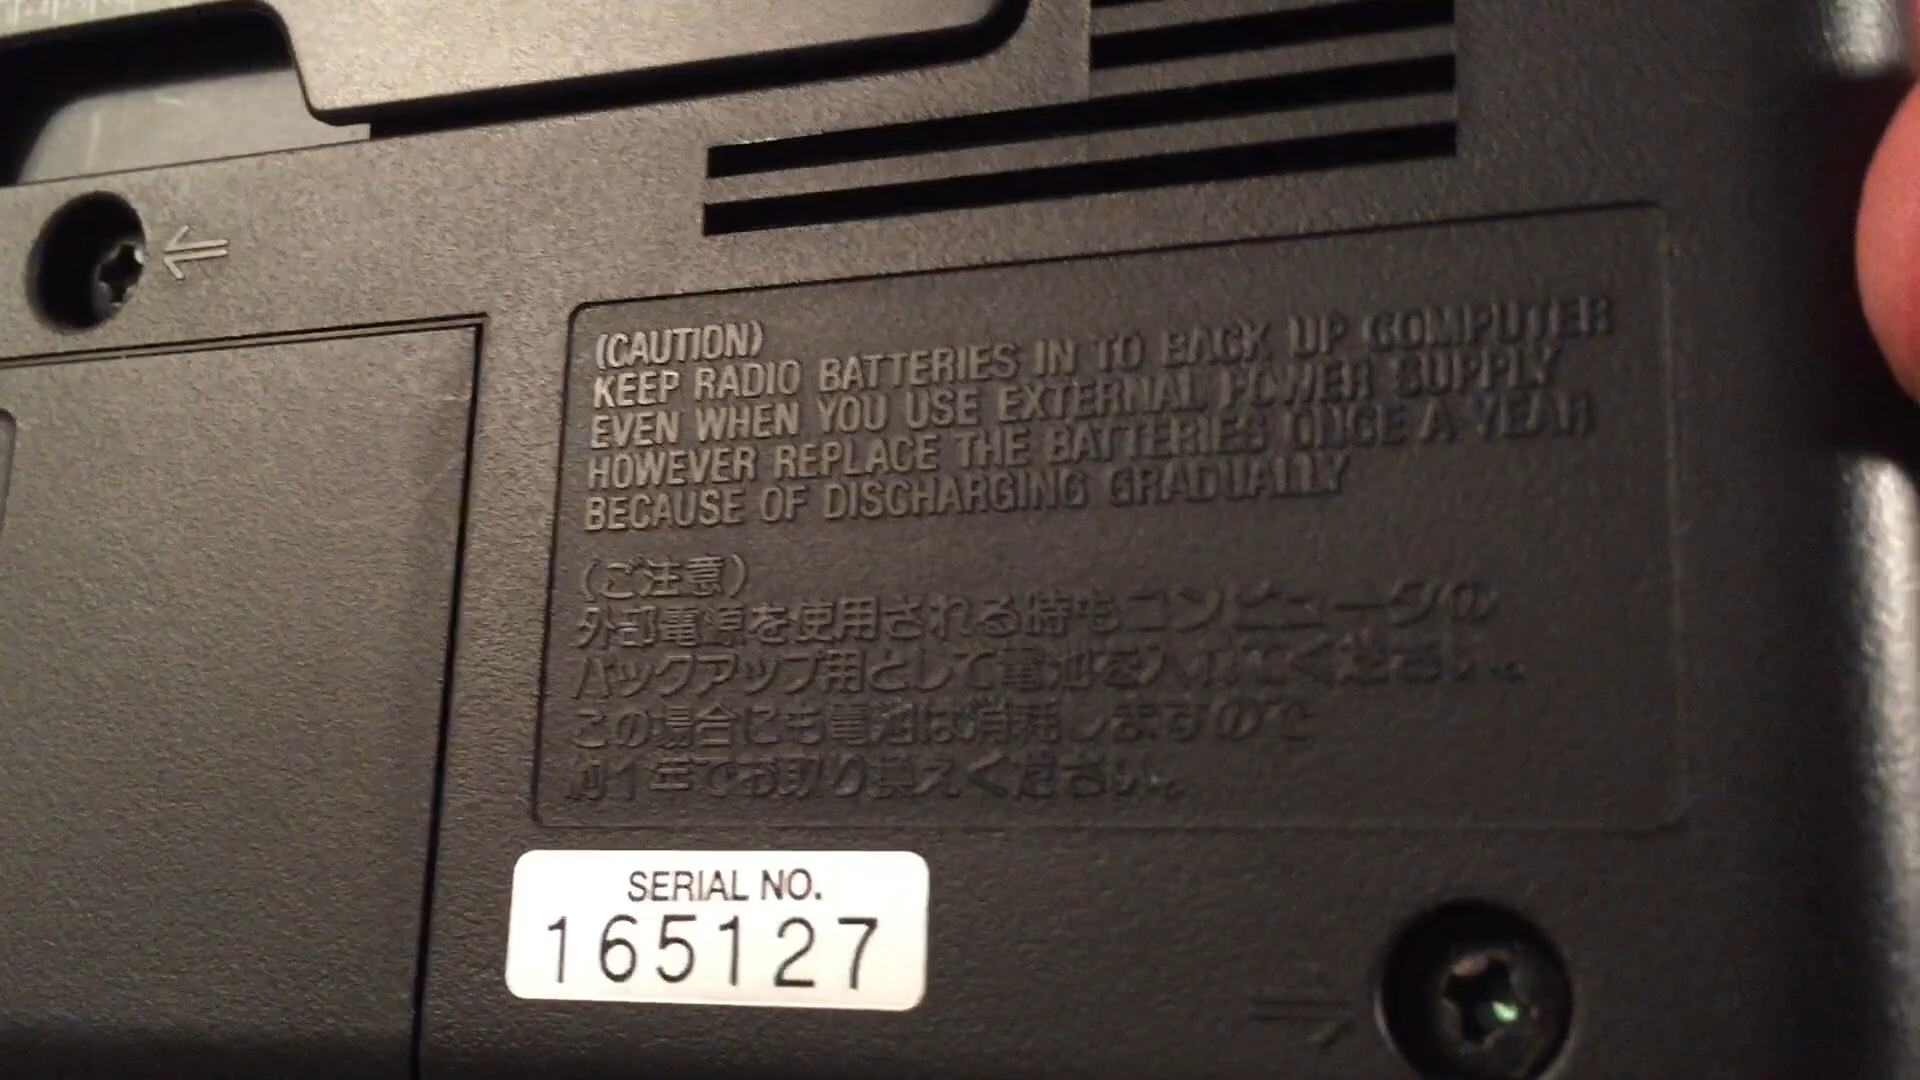 (CAUTION)
KEEP RADIO BATTERIES IN TO BACK UP COMPUTER
EVEN WHEN YOU USE EXTERNAL POWER SUPPLY
HOWEVER REPLACE THE BATTERIES ONCE A YEAR
BECAUSE OF DISCHARGING GRADUALLY
(ご注意)
外部電源を使用される時もコンピュータの
バックアップ用として電池を入れてください。
この場合にも電池は消耗しますので
約1年でお取り換えください。
SERIAL NO.
165127